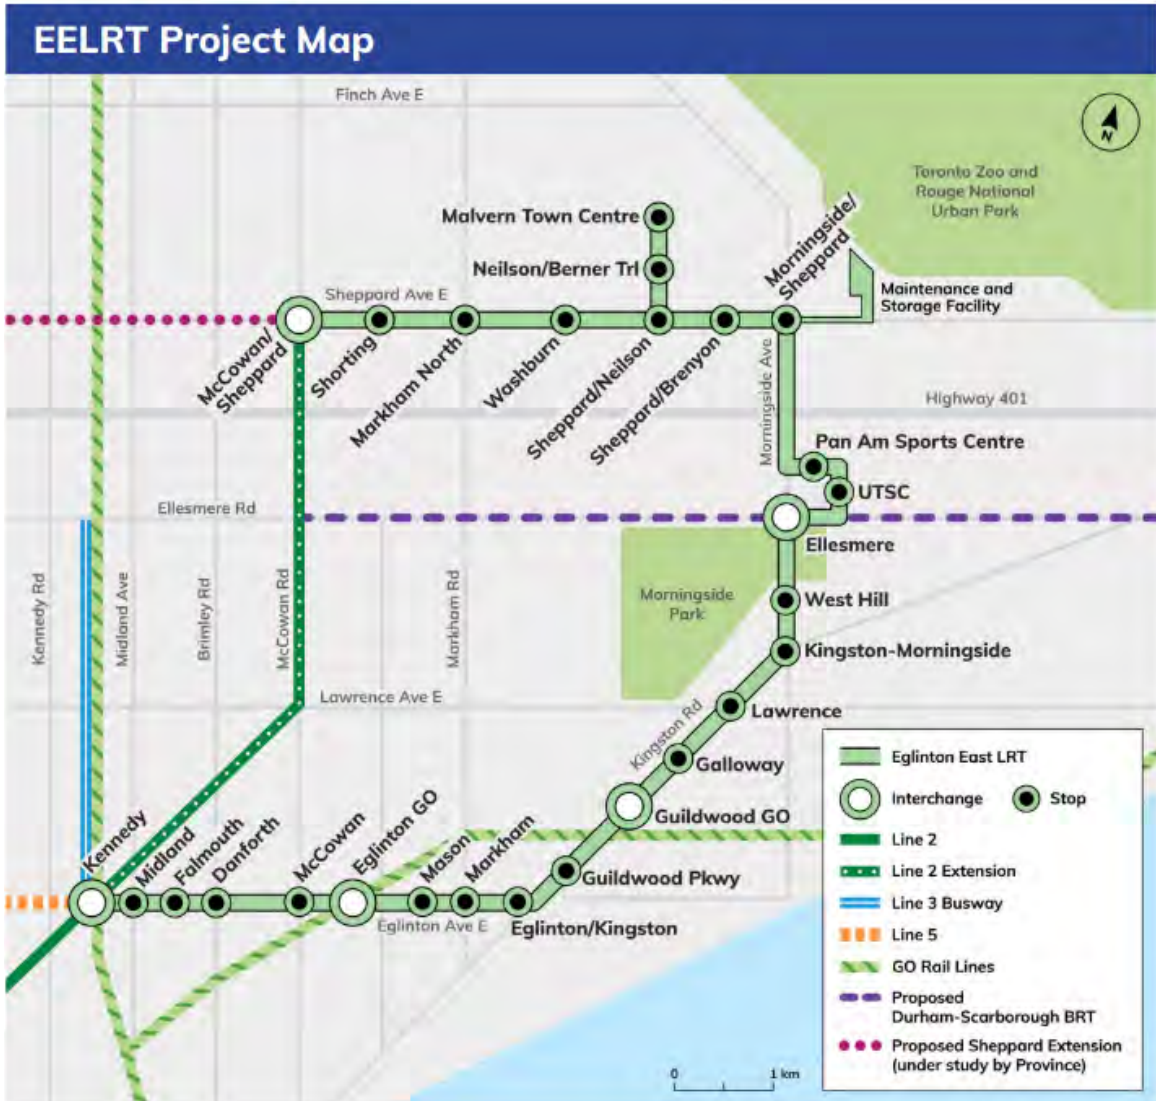 EELRT Project Map
Finch Ave E
N
Toronto Zoo and
Rouge National
Urban Park
Malvern Town Centre
Neilson/Berner Trl
Morningside/
Sheppard
Maintenance and
Storage Facility
Sheppard Ave E
McCowan/
Sheppard
Shorting
Markham North
Washburn
Sheppard/Neilson
Sheppard/Brenyon
Morningside Ave
Highway 401
Pan Am Sports Centre
UTSC
Ellesmere Rd
Ellesmere
Kennedy Rd
Midland Ave
Brimley Rd
McCowan Rd
Markham Rd
Morningside
Park
West Hill
Kingston-Morningside
Lawrence Ave E
Kingston Rd
Lawrence
Galloway
Guildwood GO
Guildwood Pkwy
Kennedy
Midland
Falmouth
Danforth
McCowan
Eglinton GO
Mason
Markham
Eglinton Ave E
Eglinton/Kingston
Eglinton East LRT
Interchange
Stop
Line 2
Line 2 Extension
Line 3 Busway
Line 5
GO Rail Lines
Proposed
Durham-Scarborough BRT
Proposed Sheppard Extension
(under study by Province)
0 1 km